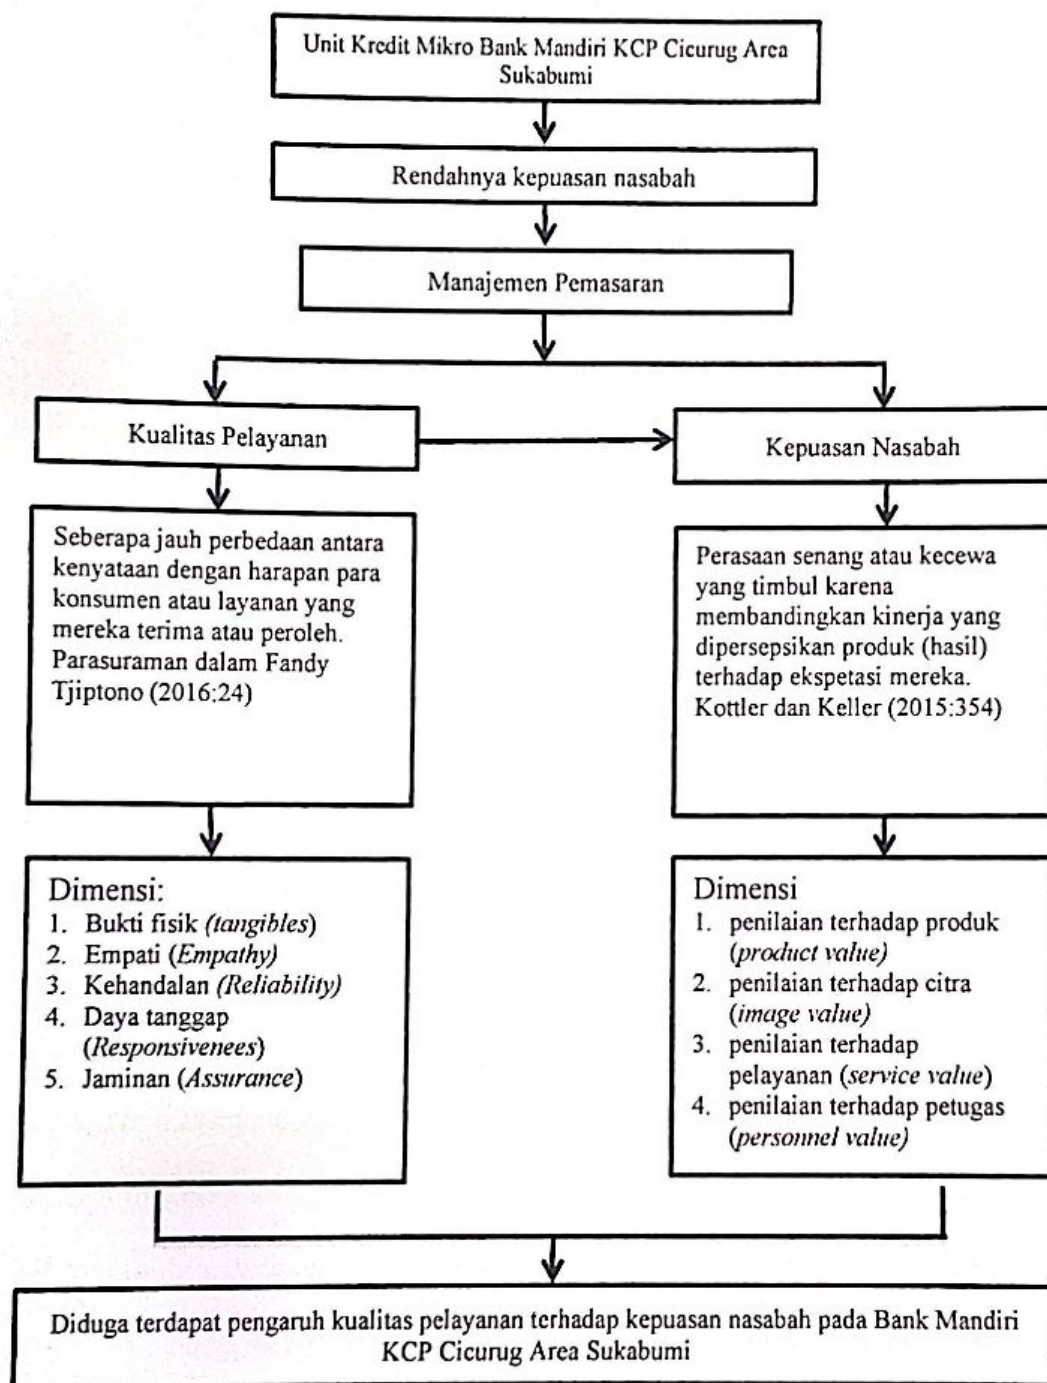 Unit Kredit Mikro Bank Mandiri KCP Cicurug Area
Sukabumi
Rendahnya kepuasan nasabah
Manajemen Pemasaran
Kualitas Pelayanan
Kepuasan Nasabah
Seberapa jauh perbedaan antara
kenyataan dengan harapan para
konsumen atau layanan yang
mereka terima atau peroleh.
Parasuraman dalam Fandy
Tjiptono (2016:24)
Perasaan senang atau kecewa
yang timbul karena
membandingkan kinerja yang
dipersepsikan produk (hasil)
terhadap ekspetasi mereka.
Kottler dan Keller (2015:354)
Dimensi:
1. Bukti fisik (tangibles)
2. Empati (Empathy)
3. Kehandalan (Reliability)
4. Daya tanggap
(Responsivenees)
5. Jaminan (Assurance)
Dimensi
1. penilaian terhadap produk
(product value)
2. penilaian terhadap citra
(image value)
3. penilaian terhadap
pelayanan (service value)
4. penilaian terhadap petugas
(personnel value)
Diduga terdapat pengaruh kualitas pelayanan terhadap kepuasan nasabah pada Bank Mandiri
KCP Cicurug Area Sukabumi